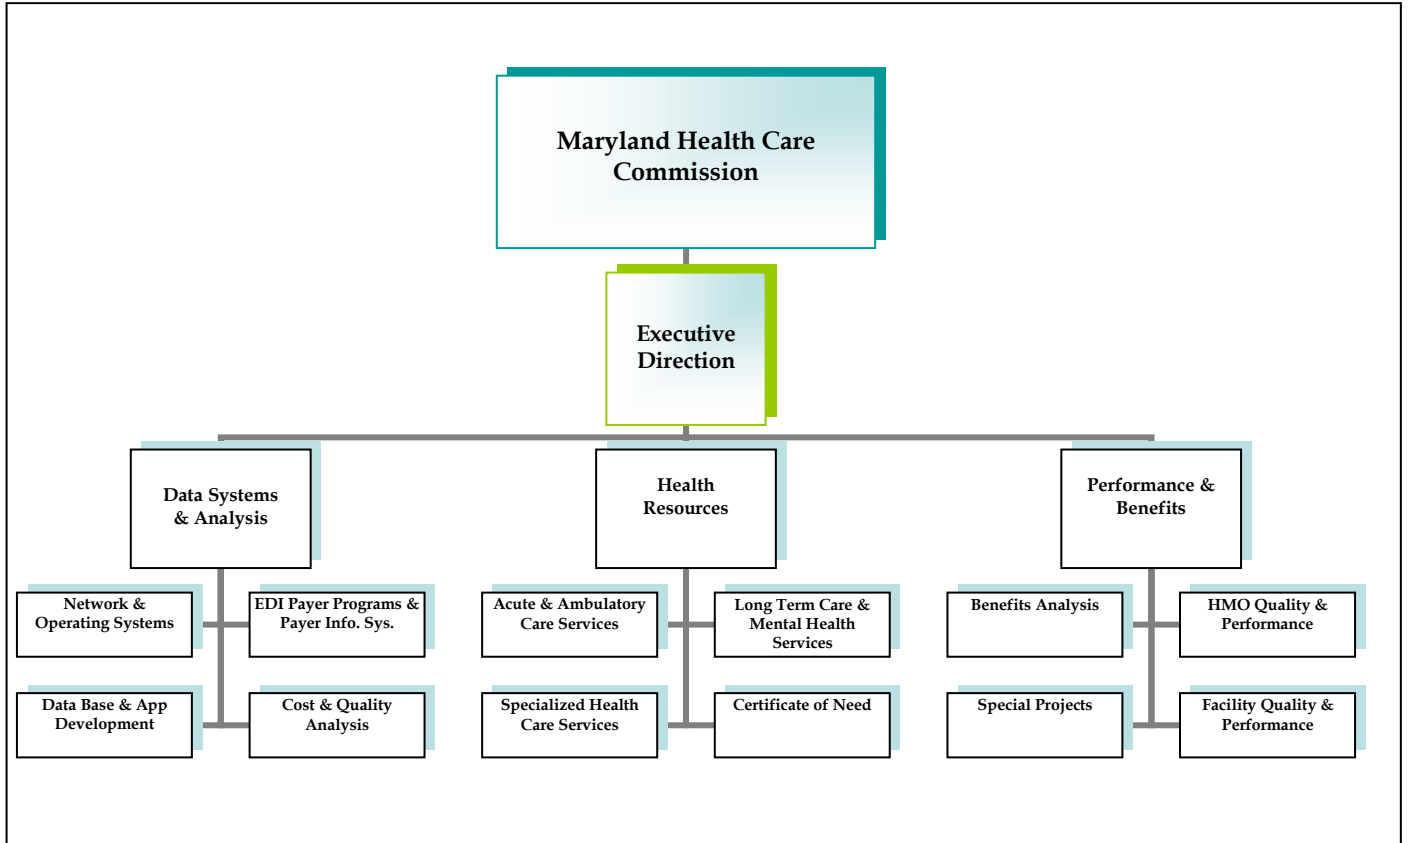 Maryland Health Care
Commission
Executive
Direction
Data Systems
& Analysis
Health
Resources
Performance &
Benefits
Network &
Operating Systems
EDI Payer Programs &
Payer Info. Sys.
Acute & Ambulatory
Care Services
Long Term Care &
Mental Health
Services
Benefits Analysis
HMO Quality &
Performance
Data Base & App
Development
Cost & Quality
Analysis
Specialized Health
Care Services
Certificate of Need
Special Projects
Facility Quality &
Performance